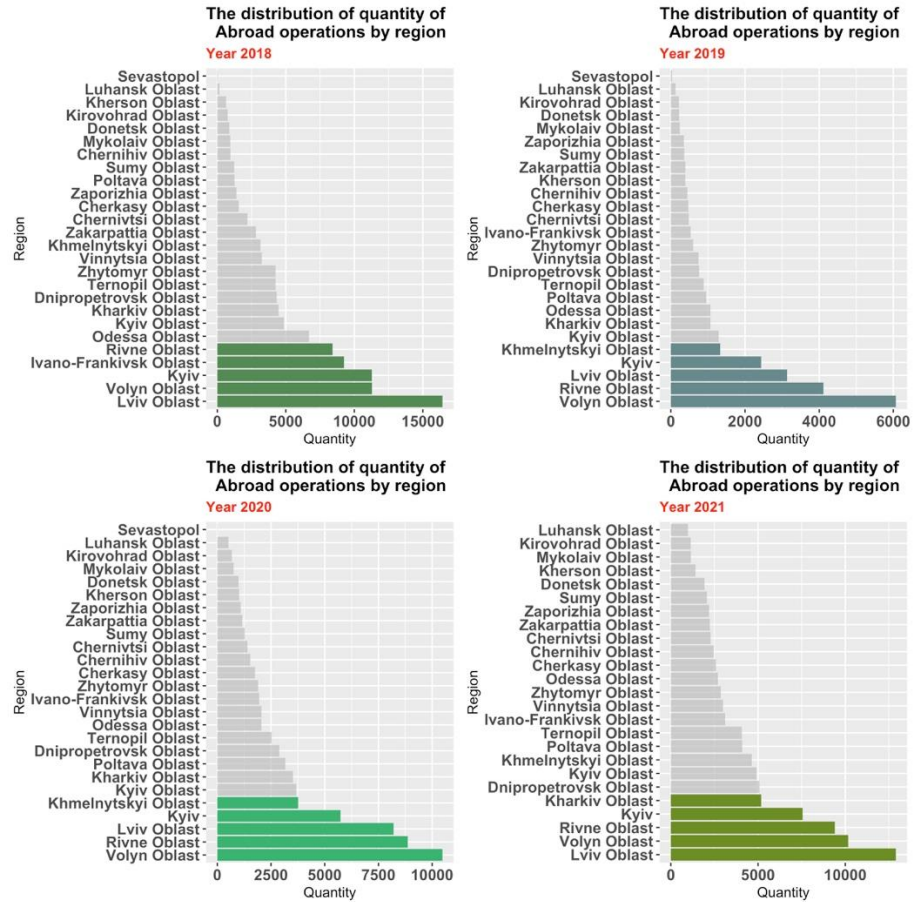 The distribution of quantity of
Abroad operations by region
Year 2018
Region
Sevastopol
Luhansk Oblast
Kherson Oblast
Kirovohrad Oblast
Donetsk Oblast
Mykolaiv Oblast
Chernihiv Oblast
Sumy Oblast
Poltava Oblast
Zaporizhia Oblast
Cherkasy Oblast
Chernivtsi Oblast
Zakarpattia Oblast
Khmelnytskyi Oblast
Vinnytsia Oblast
Zhytomyr Oblast
Ternopil Oblast
Dnipropetrovsk Oblast
Kharkiv Oblast
Kyiv Oblast
Odessa Oblast
Rivne Oblast
Ivano-Frankivsk Oblast
Kyiv
Volyn Oblast
Lviv Oblast
0 5000 10000 15000
Quantity
The distribution of quantity of
Abroad operations by region
Year 2019
Region
Sevastopol
Luhansk Oblast
Kirovohrad Oblast
Donetsk Oblast
Mykolaiv Oblast
Zaporizhia Oblast
Sumy Oblast
Zakarpattia Oblast
Kherson Oblast
Chernihiv Oblast
Cherkasy Oblast
Chernivtsi Oblast
Ivano-Frankivsk Oblast
Zhytomyr Oblast
Vinnytsia Oblast
Dnipropetrovsk Oblast
Ternopil Oblast
Poltava Oblast
Odessa Oblast
Kharkiv Oblast
Kyiv Oblast
Khmelnytskyi Oblast
Kyiv
Lviv Oblast
Rivne Oblast
Volyn Oblast
0 2000 4000 6000
Quantity
The distribution of quantity of
Abroad operations by region
Year 2020
Region
Sevastopol
Luhansk Oblast
Kirovohrad Oblast
Mykolaiv Oblast
Donetsk Oblast
Kherson Oblast
Zaporizhia Oblast
Zakarpattia Oblast
Sumy Oblast
Chernivtsi Oblast
Chernihiv Oblast
Cherkasy Oblast
Zhytomyr Oblast
Ivano-Frankivsk Oblast
Vinnytsia Oblast
Odessa Oblast
Ternopil Oblast
Dnipropetrovsk Oblast
Poltava Oblast
Kharkiv Oblast
Kyiv Oblast
Khmelnytskyi Oblast
Kyiv
Lviv Oblast
Rivne Oblast
Volyn Oblast
0 2500 5000 7500 10000
Quantity
The distribution of quantity of
Abroad operations by region
Year 2021
Region
Luhansk Oblast
Kirovohrad Oblast
Mykolaiv Oblast
Kherson Oblast
Donetsk Oblast
Sumy Oblast
Zaporizhia Oblast
Zakarpattia Oblast
Chernivtsi Oblast
Chernihiv Oblast
Cherkasy Oblast
Odessa Oblast
Zhytomyr Oblast
Vinnytsia Oblast
Ivano-Frankivsk Oblast
Ternopil Oblast
Poltava Oblast
Khmelnytskyi Oblast
Kyiv Oblast
Dnipropetrovsk Oblast
Kharkiv Oblast
Kyiv
Rivne Oblast
Volyn Oblast
Lviv Oblast
0 5000 10000
Quantity